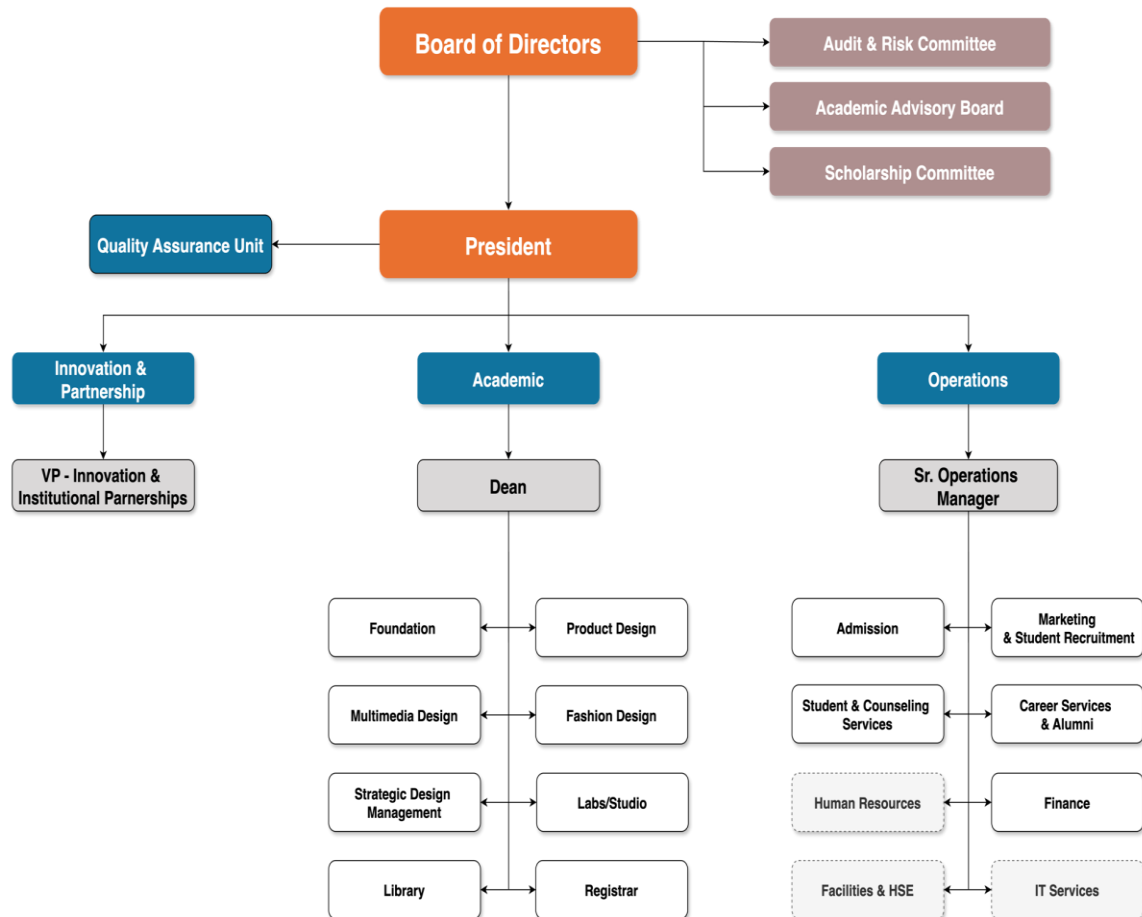 Board of Directors
Audit & Risk Committee
Academic Advisory Board
Scholarship Committee
Quality Assurance Unit
President
Innovation &
Partnership
Academic
Operations
VP - Innovation &
Institutional Parnerships
Dean
Sr. Operations
Manager
Foundation
Product Design
Admission
Marketing
& Student Recruitment
Multimedia Design
Fashion Design
Student & Counseling
Services
Career Services
& Alumni
Strategic Design
Management
Labs/Studio
Human Resources
Finance
Library
Registrar
Facilities & HSE
IT Services